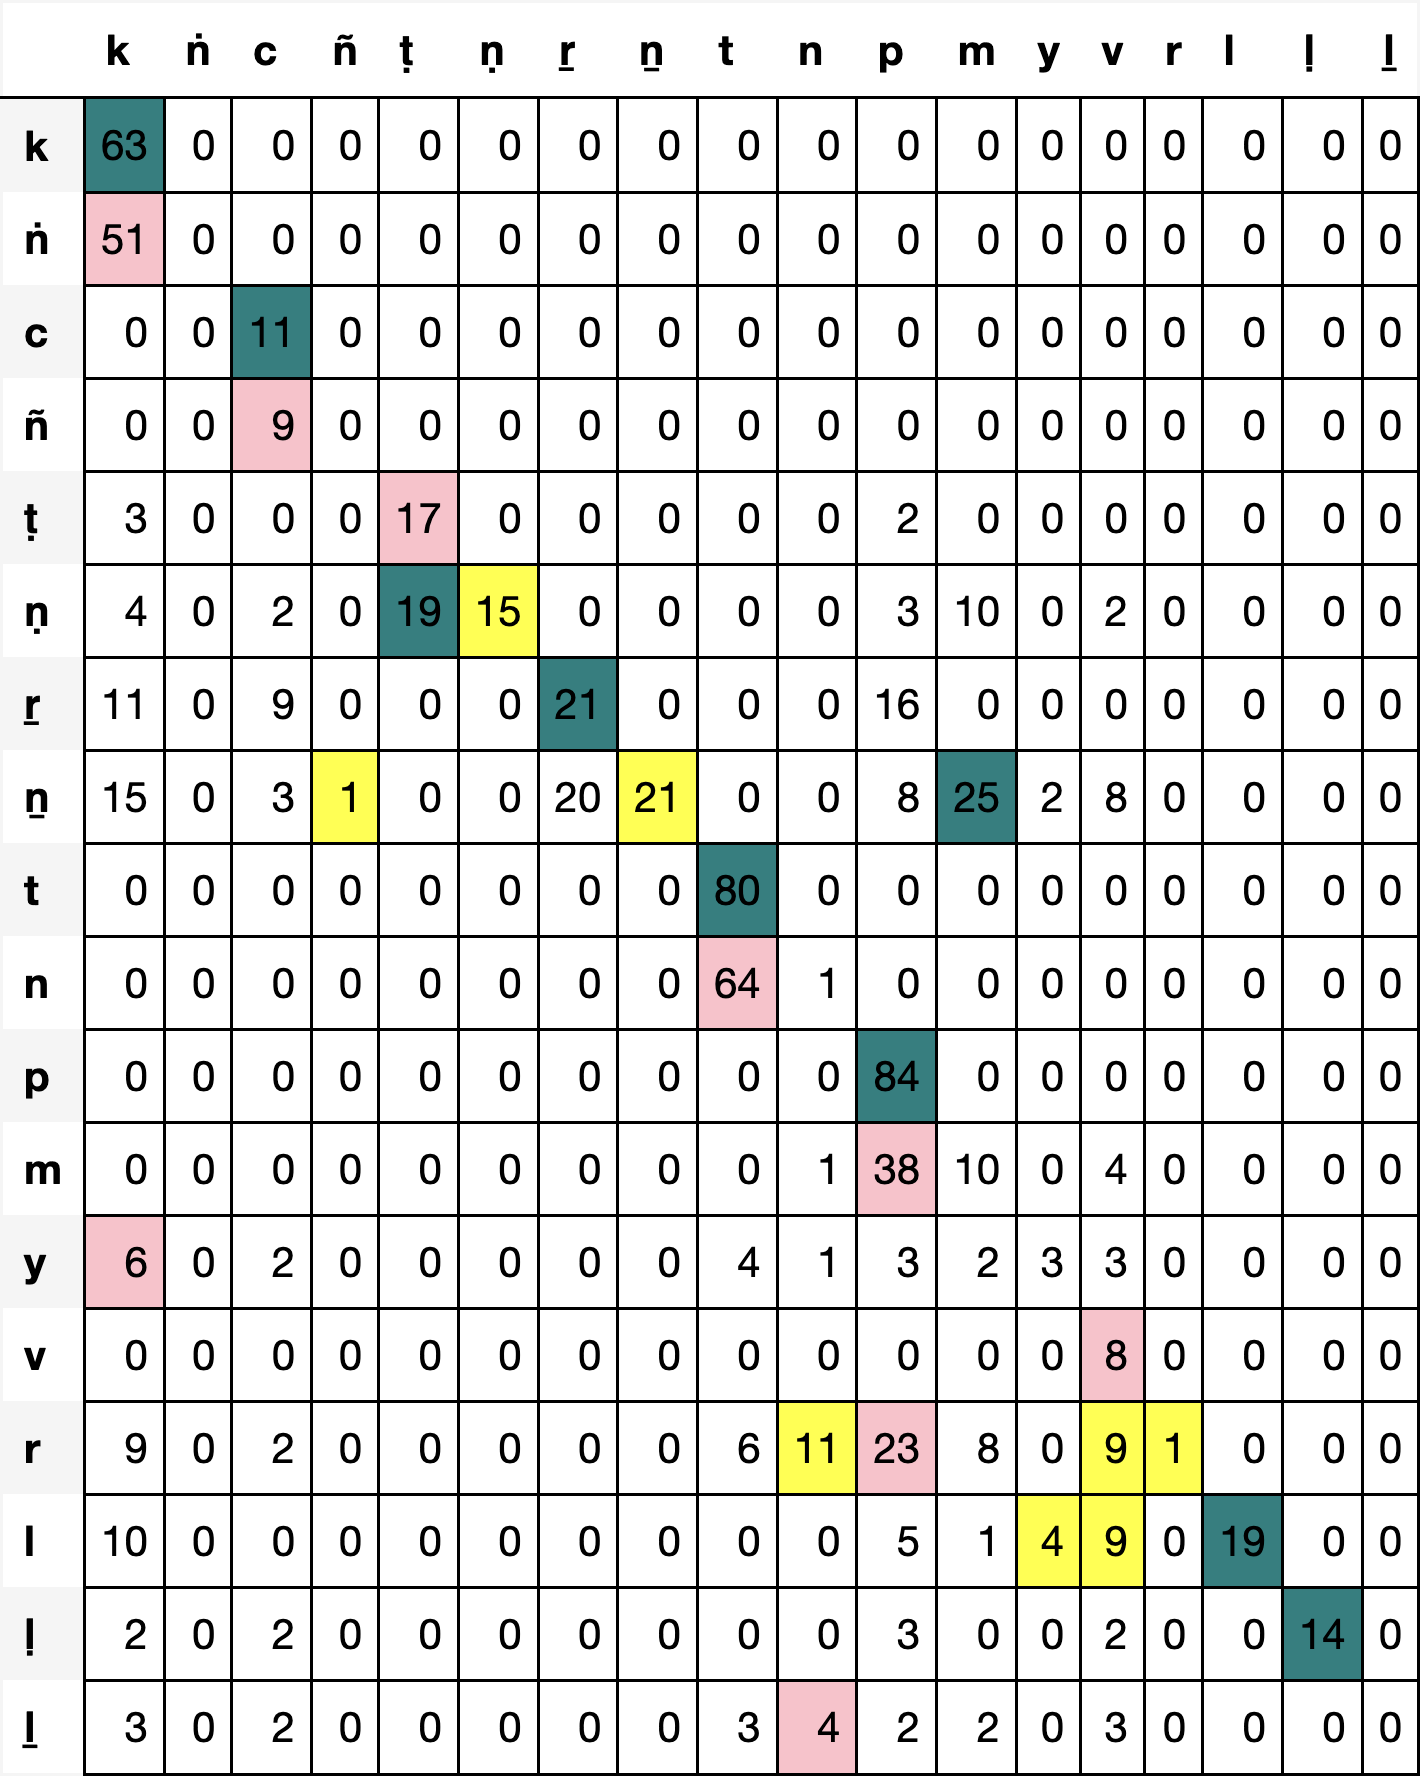 k ṅ c ñ ṭ ṇ ṟ ṉ t n p m y v r l ḷ ḻ
k 63 0 0 0 0 0 0 0 0 0 0 0 0 0 0 0 0 0
ṅ 51 0 0 0 0 0 0 0 0 0 0 0 0 0 0 0 0 0
c 0 0 11 0 0 0 0 0 0 0 0 0 0 0 0 0 0 0
ñ 0 0 9 0 0 0 0 0 0 0 0 0 0 0 0 0 0 0
ṭ 3 0 0 0 17 0 0 0 0 0 2 0 0 0 0 0 0 0
ṇ 4 0 2 0 19 15 0 0 0 0 3 10 0 2 0 0 0 0
ṟ 11 0 9 0 0 0 21 0 0 0 16 0 0 0 0 0 0 0
ṉ 15 0 3 1 0 0 20 21 0 0 8 25 2 8 0 0 0 0
t 0 0 0 0 0 0 0 0 80 0 0 0 0 0 0 0 0 0
n 0 0 0 0 0 0 0 0 64 1 0 0 0 0 0 0 0 0
p 0 0 0 0 0 0 0 0 0 0 84 0 0 0 0 0 0 0
m 0 0 0 0 0 0 0 0 0 1 38 10 0 4 0 0 0 0
y 6 0 2 0 0 0 0 0 4 1 3 2 3 3 0 0 0 0
v 0 0 0 0 0 0 0 0 0 0 0 0 0 8 0 0 0 0
r 9 0 2 0 0 0 0 0 6 11 23 8 0 9 1 0 0 0
l 10 0 0 0 0 0 0 0 0 0 5 1 4 9 0 19 0 0
ḷ 2 0 2 0 0 0 0 0 0 0 3 0 0 2 0 0 14 0
ḻ 3 0 2 0 0 0 0 0 3 4 2 2 0 3 0 0 0 0